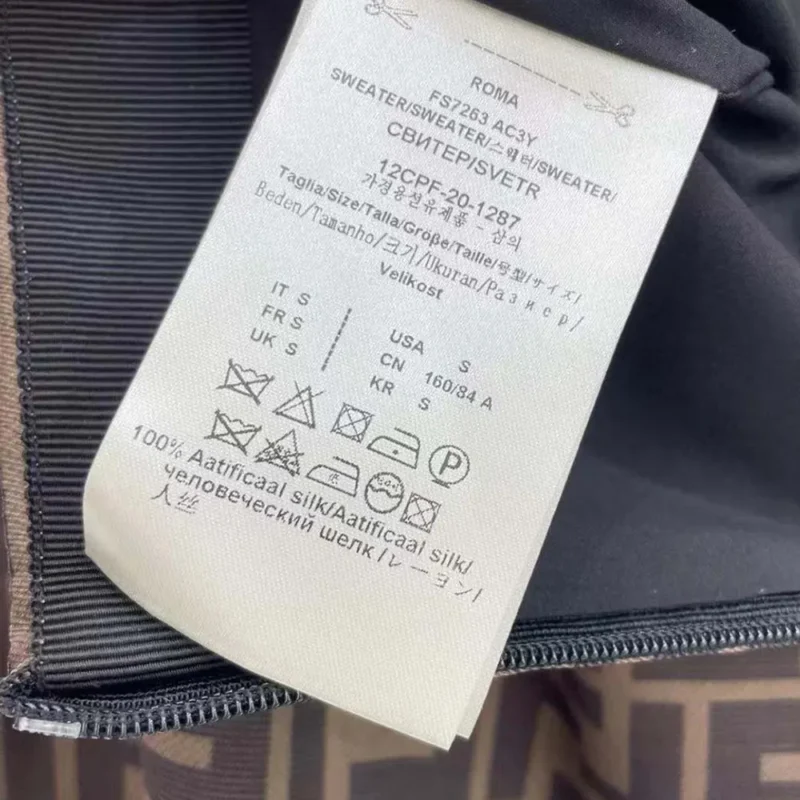 ROMA
FS7263 AC3Y
SWEATER/SWEATER/스웨터/SWEATER/
СВИТЕР/SVETR
12CPF-20-1287
가정용섬유제품 - 상의
Taglia/Size/Talla/Größe/Taille/号型/サイズ/
Beden/Tamanho/크기/Ukuran/Размер/
Velikost
IT S
FR S
UK S
USA S
CN 160/84 A
KR S
P
100% Aatificaal silk/Aatificaal silk/
человеческий шелк/レーヨン/
人丝